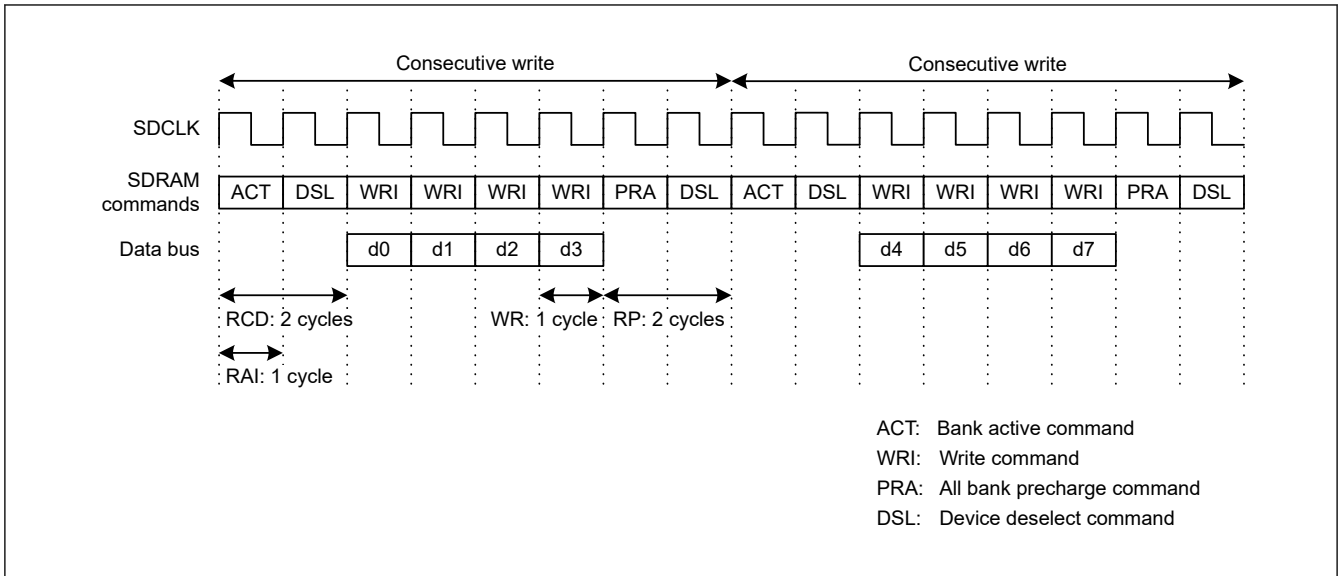 Consecutive write Consecutive write
SDCLK
SDRAM
commands
ACT DSL WRI WRI WRI WRI PRA DSL ACT DSL WRI WRI WRI WRI PRA DSL
Data bus d0 d1 d2 d3 d4 d5 d6 d7
RCD: 2 cycles WR: 1 cycle RP: 2 cycles
RAI: 1 cycle
ACT: Bank active command
WRI: Write command
PRA: All bank precharge command
DSL: Device deselect command